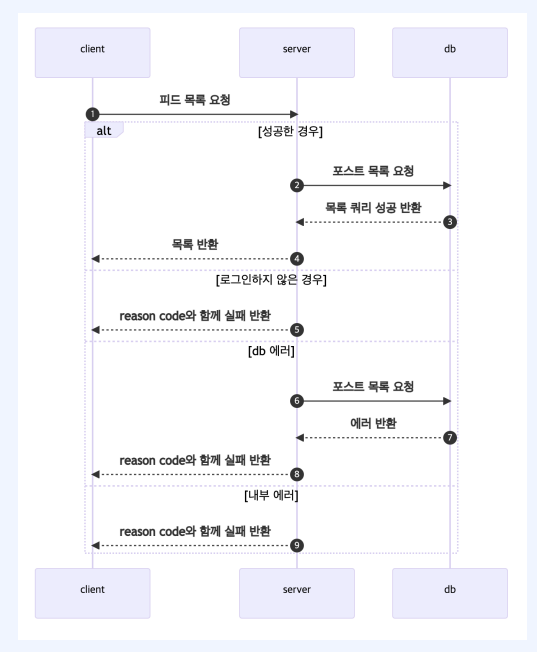 client server db
피드 목록 요청
1
alt [성공한 경우]
포스트 목록 요청
2
목록 쿼리 성공 반환
3
목록 반환
4
[로그인하지 않은 경우]
reason code와 함께 실패 반환
5
[db 에러]
포스트 목록 요청
6
에러 반환
7
reason code와 함께 실패 반환
8
[내부 에러]
reason code와 함께 실패 반환
9
client server db